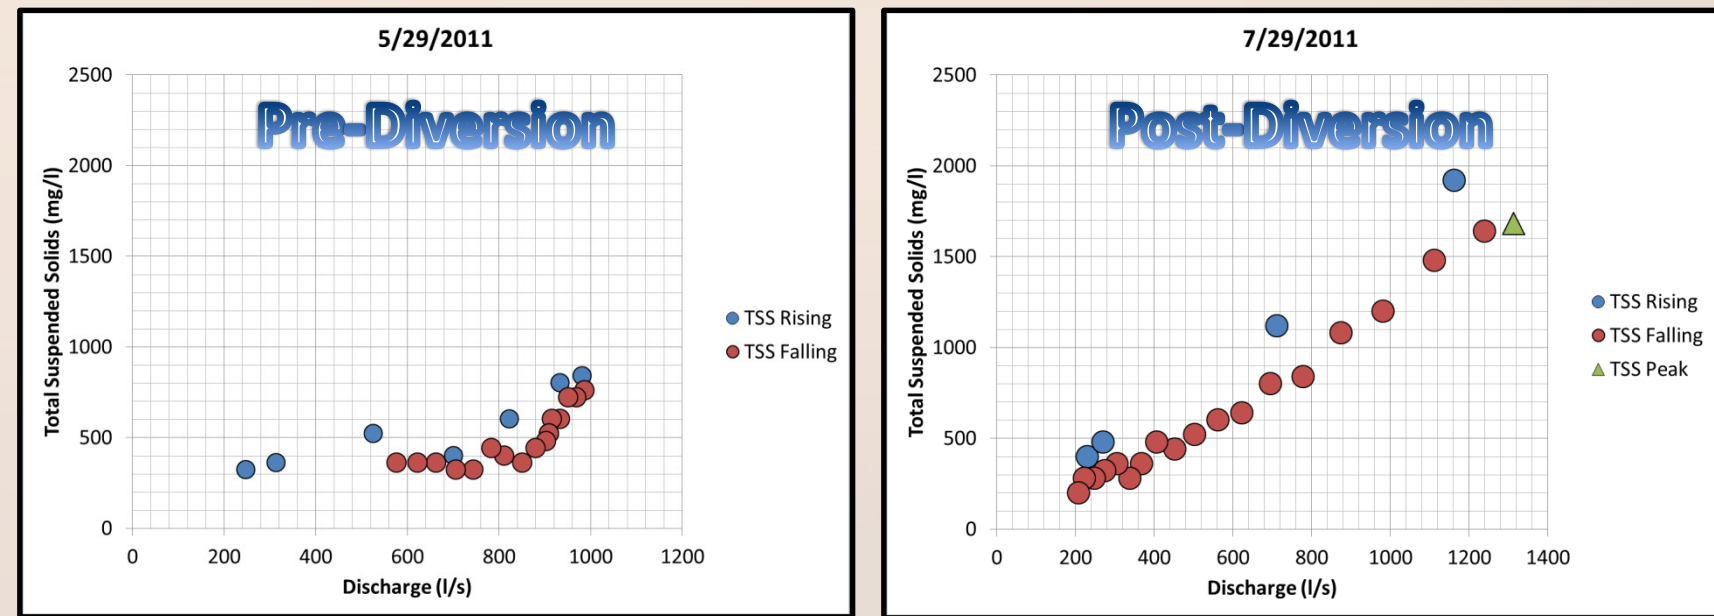 5/29/2011
Pre-Diversion
2500
2000
1500
1000
500
0
0 200 400 600 800 1000 1200
Total Suspended Solids (mg/l)
Discharge (l/s)
TSS Rising
TSS Falling
7/29/2011
Post-Diversion
2500
2000
1500
1000
500
0
0 200 400 600 800 1000 1200 1400
Total Suspended Solids (mg/l)
Discharge (l/s)
TSS Rising
TSS Falling
TSS Peak